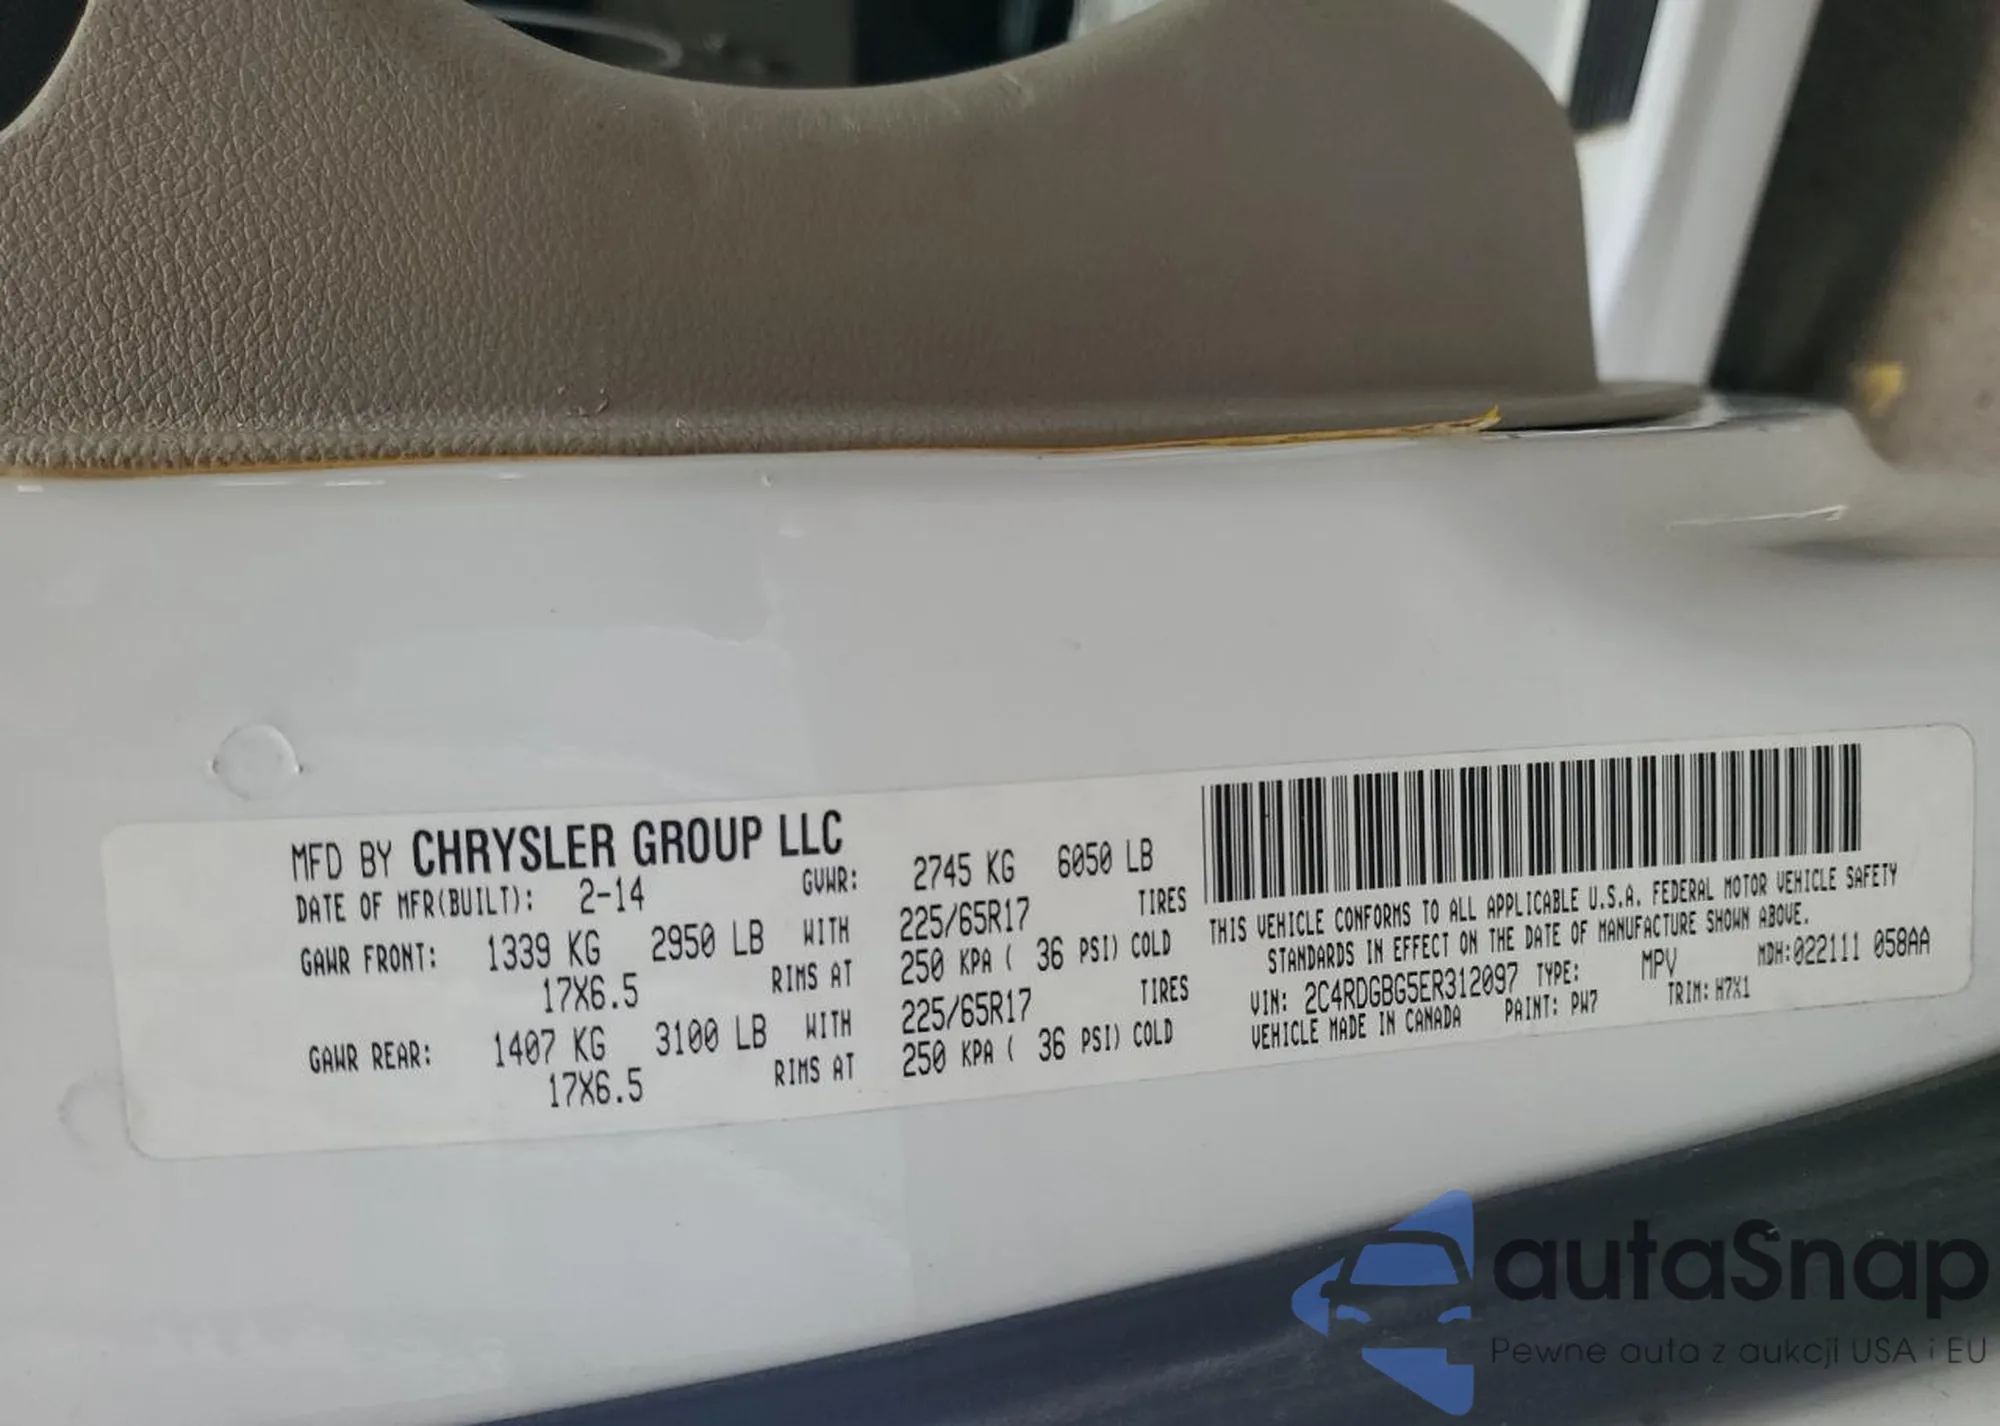 MFD BY CHRYSLER GROUP LLC
DATE OF MFR(BUILT): 2-14 GVWR: 2745 KG 6050 LB
GAWR FRONT: 1339 KG 2950 LB WITH 225/65R17 TIRES
17X6.5 RIMS AT 250 KPA ( 36 PSI) COLD
GAWR REAR: 1407 KG 3100 LB WITH 225/65R17 TIRES
17X6.5 RIMS AT 250 KPA ( 36 PSI) COLD
THIS VEHICLE CONFORMS TO ALL APPLICABLE U.S.A. FEDERAL MOTOR VEHICLE SAFETY
STANDARDS IN EFFECT ON THE DATE OF MANUFACTURE SHOWN ABOVE.
VIN: 2C4RDGBG5ER312097 TYPE: MPV MDH:022111 058AA
VEHICLE MADE IN CANADA PAINT: PW7 TRIM: H7X1
autaSnap
Pewne auta z aukcji USA i EU